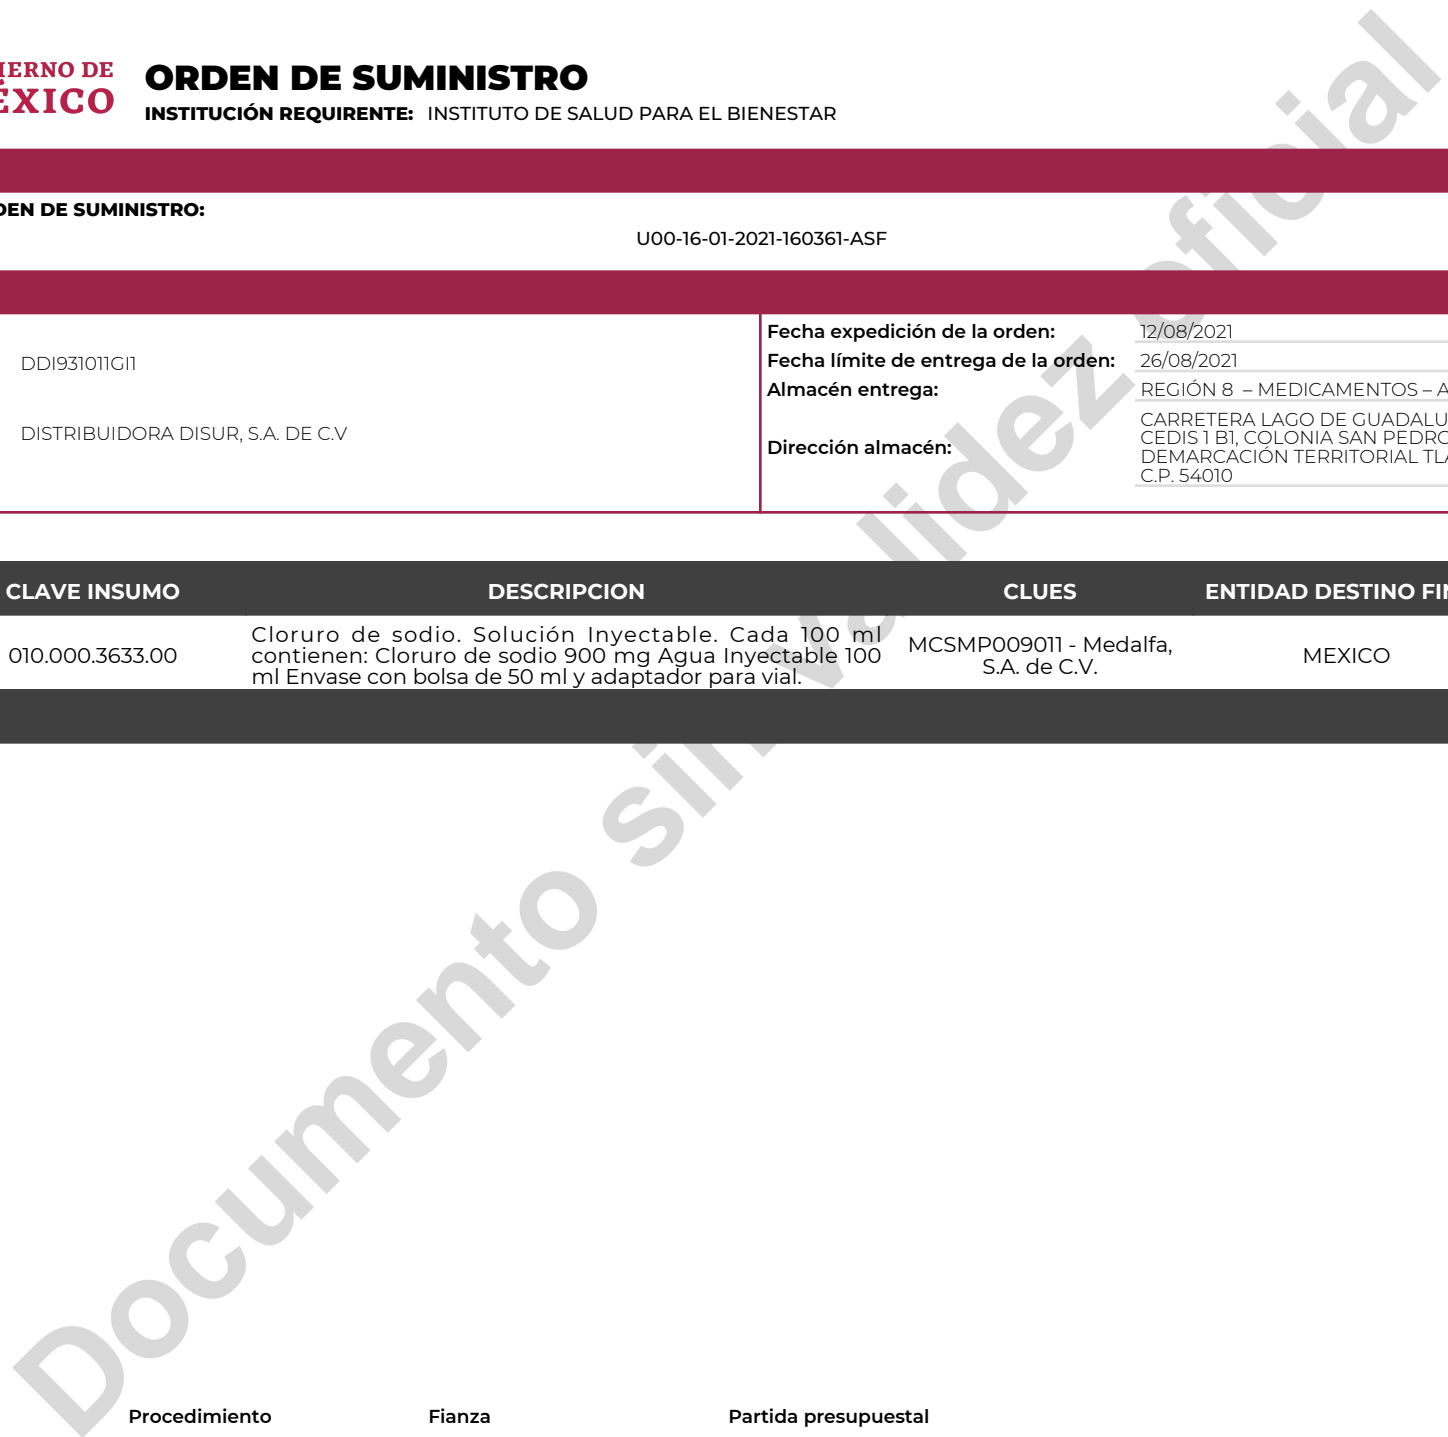 IERNO DE
ÉXICO
ORDEN DE SUMINISTRO
INSTITUCIÓN REQUIRENTE: INSTITUTO DE SALUD PARA EL BIENESTAR
DEN DE SUMINISTRO:
U00-16-01-2021-160361-ASF
DDI931011GI1
DISTRIBUIDORA DISUR, S.A. DE C.V
Fecha expedición de la orden: 12/08/2021
Fecha límite de entrega de la orden: 26/08/2021
Almacén entrega: REGIÓN 8 – MEDICAMENTOS – A
Dirección almacén:
CARRETERA LAGO DE GUADALU
CEDIS 1 B1, COLONIA SAN PEDRO
DEMARCACIÓN TERRITORIAL TLA
C.P. 54010
CLAVE INSUMO DESCRIPCION CLUES ENTIDAD DESTINO FIN
010.000.3633.00
Cloruro de sodio. Solución Inyectable. Cada 100 ml
contienen: Cloruro de sodio 900 mg Agua Inyectable 100
ml Envase con bolsa de 50 ml y adaptador para vial.
MCSMP009011 - Medalfa,
S.A. de C.V.
MEXICO
Documento sin validez oficial
Procedimiento Fianza Partida presupuestal